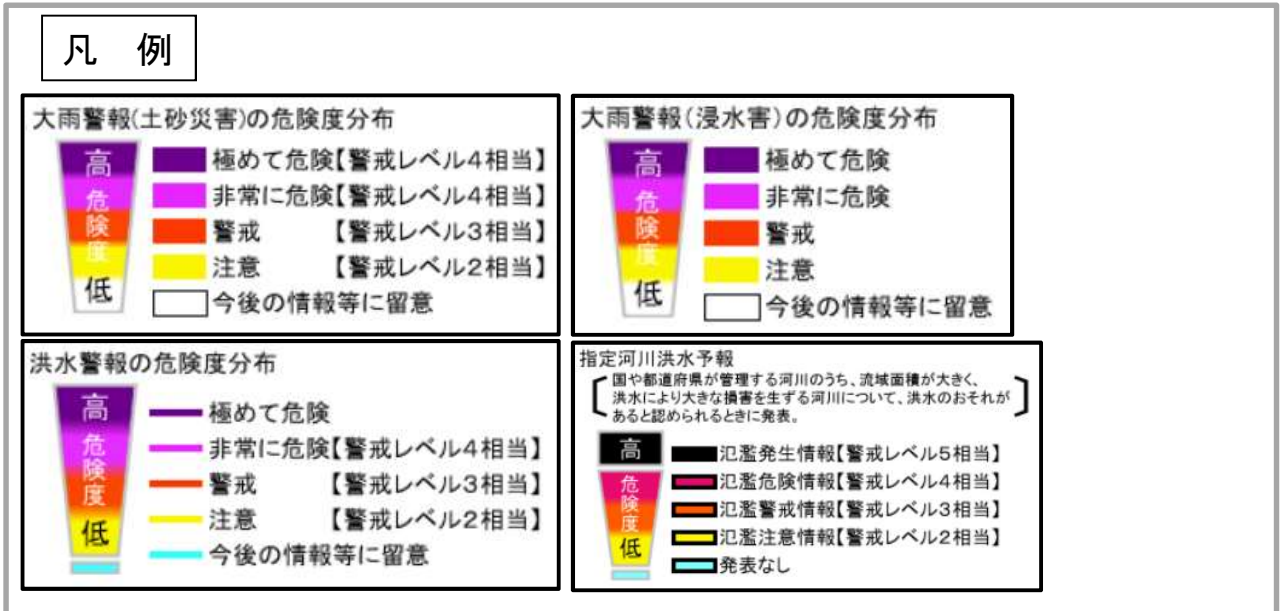 凡　例
大雨警報(土砂災害)の危険度分布
高
危険度
低
極めて危険【警戒レベル4相当】
非常に危険【警戒レベル4相当】
警戒　　　【警戒レベル3相当】
注意　　　【警戒レベル2相当】
今後の情報等に留意
大雨警報(浸水害)の危険度分布
高
危険度
低
極めて危険
非常に危険
警戒
注意
今後の情報等に留意
洪水警報の危険度分布
高
危険度
低
極めて危険
非常に危険【警戒レベル4相当】
警戒　　　【警戒レベル3相当】
注意　　　【警戒レベル2相当】
今後の情報等に留意
指定河川洪水予報
国や都道府県が管理する河川のうち、流域面積が大きく、
洪水により大きな損害を生ずる河川について、洪水のおそれが
あると認められるときに発表。
高
危険度
低
氾濫発生情報【警戒レベル5相当】
氾濫危険情報【警戒レベル4相当】
氾濫警戒情報【警戒レベル3相当】
氾濫注意情報【警戒レベル2相当】
発表なし